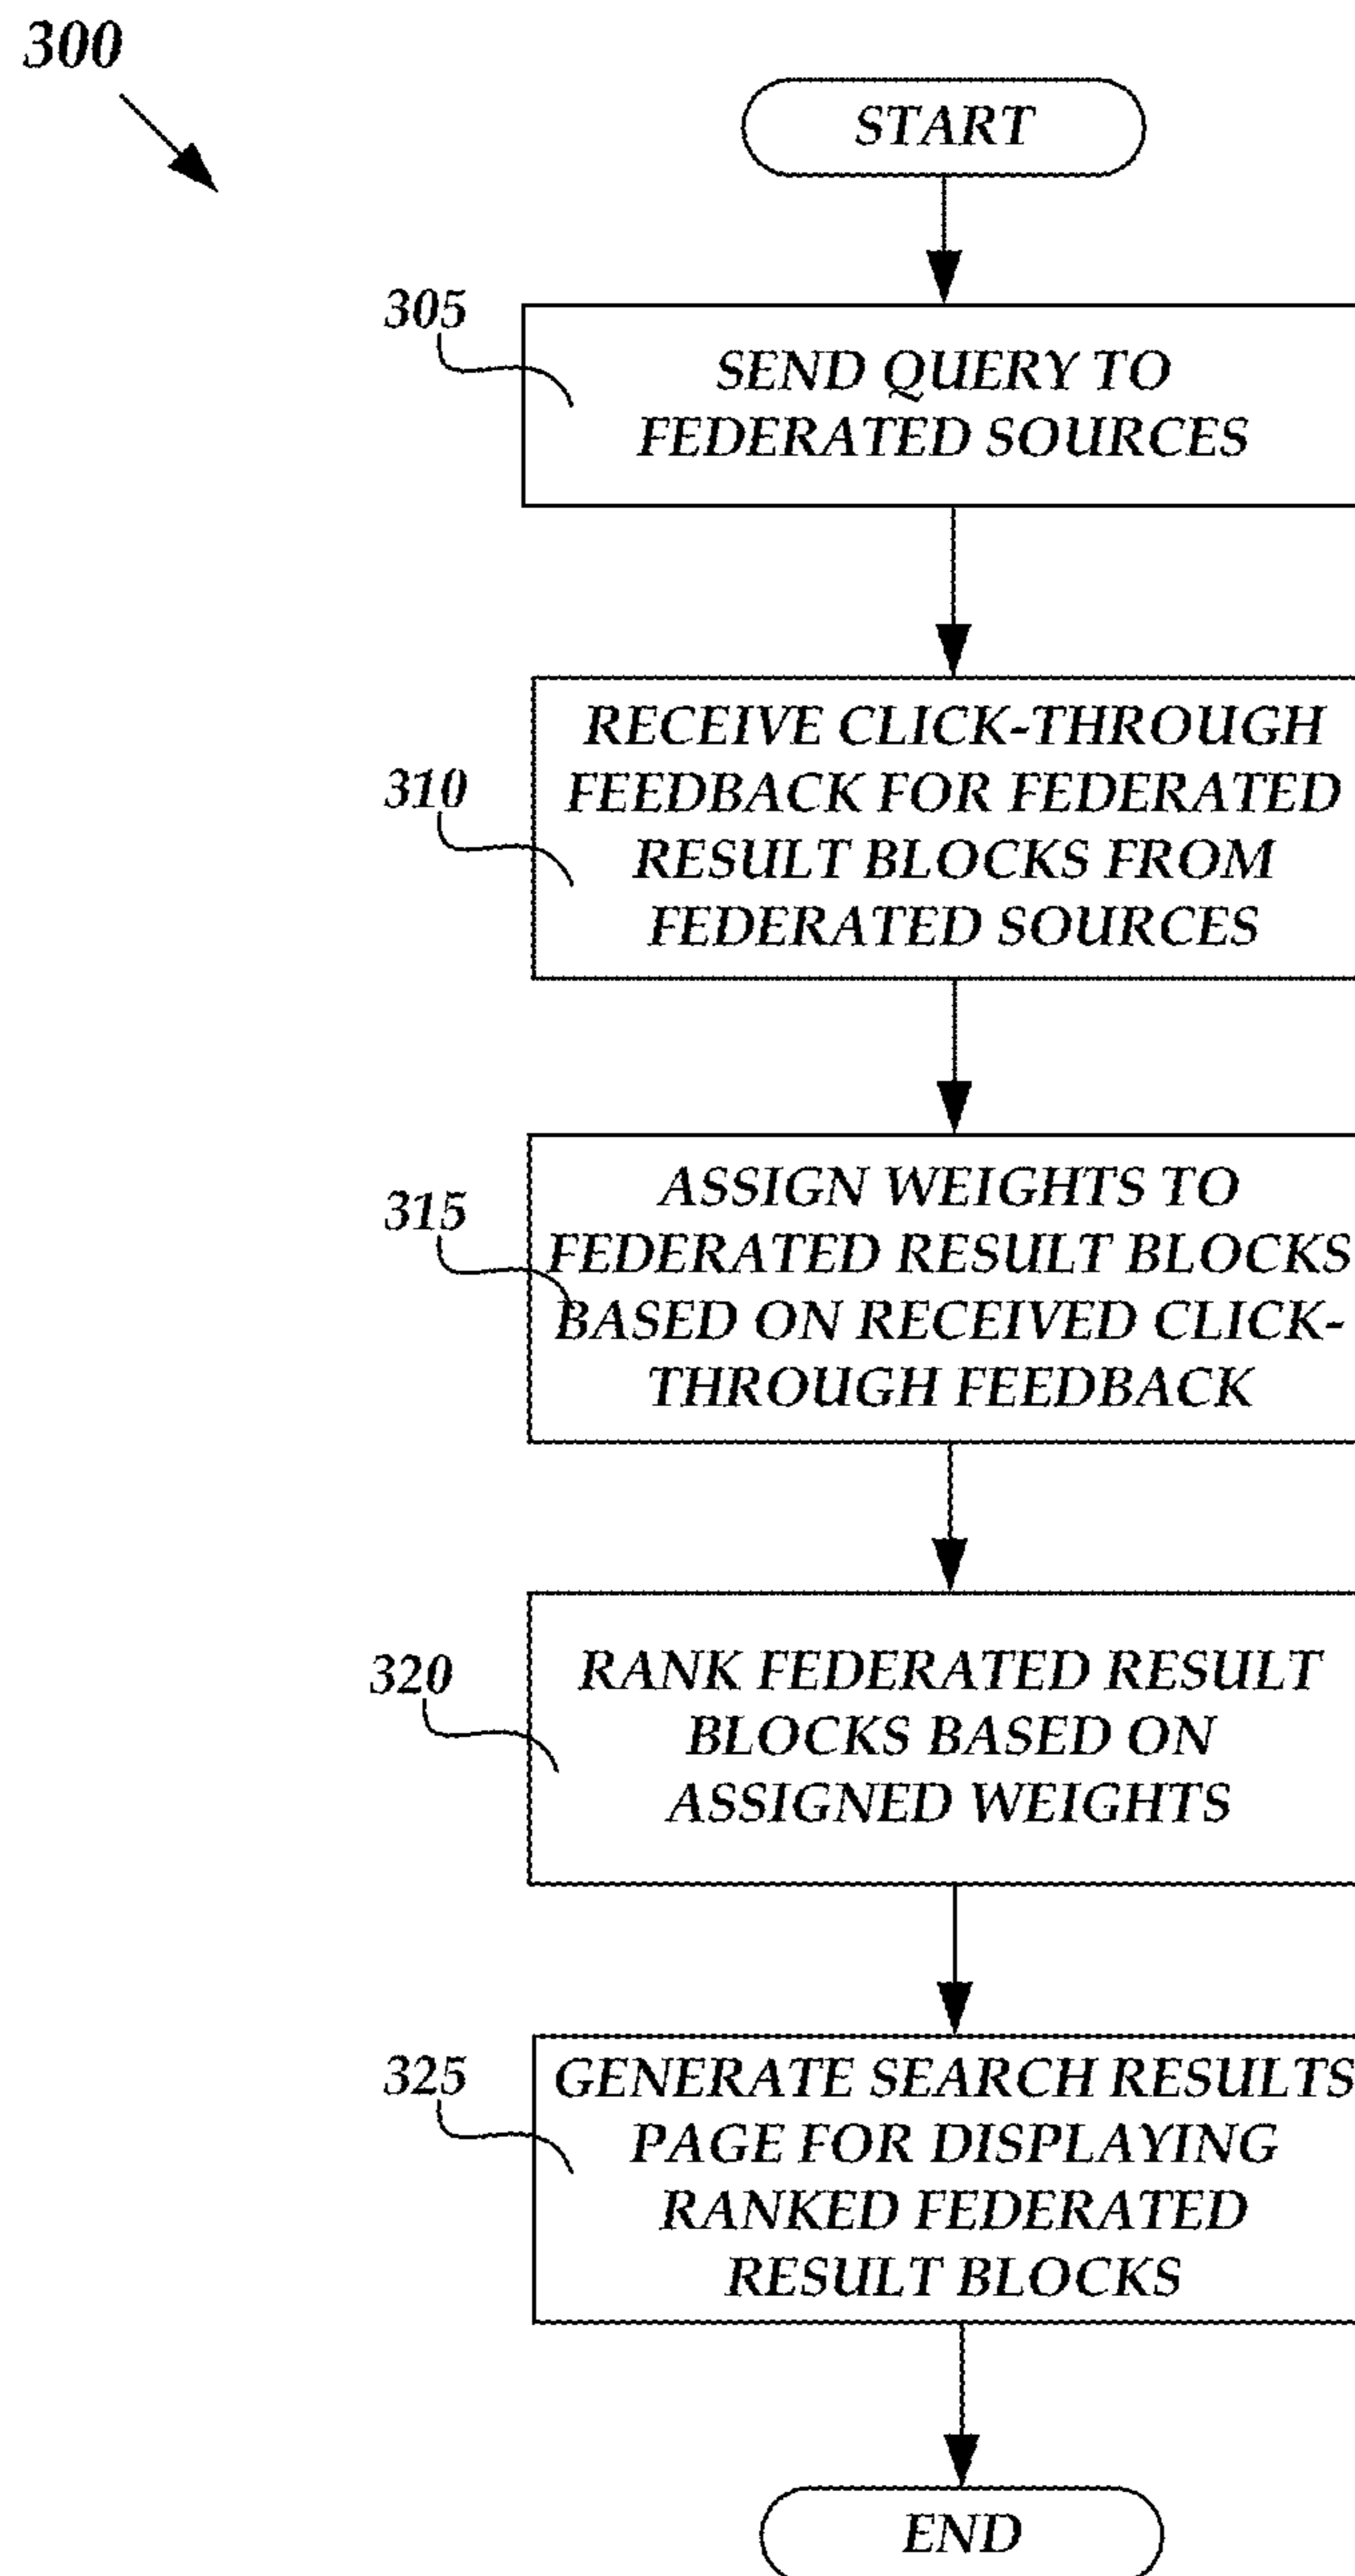 300
START
305
SEND QUERY TO
FEDERATED SOURCES
310
RECEIVE CLICK-THROUGH
FEEDBACK FOR FEDERATED
RESULT BLOCKS FROM
FEDERATED SOURCES
315
ASSIGN WEIGHTS TO
FEDERATED RESULT BLOCKS
BASED ON RECEIVED CLICK-
THROUGH FEEDBACK
320
RANK FEDERATED RESULT
BLOCKS BASED ON
ASSIGNED WEIGHTS
325
GENERATE SEARCH RESULTS
PAGE FOR DISPLAYING
RANKED FEDERATED
RESULT BLOCKS
END